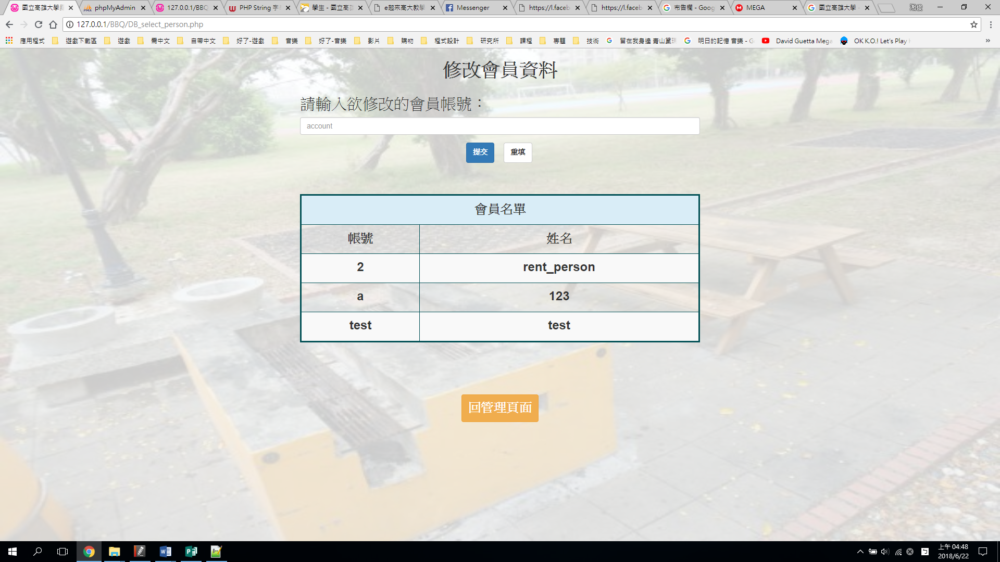 國立高雄大學
phpMyAdmin
127.0.0.1/BBQ
PHP String 字
學生 - 國立高
e起來高大教學
Messenger
https://l.faceb
https://l.faceb
布告欄 - Goog
MEGA
國立高雄大學 -
湘俊
127.0.0.1/BBQ/DB_select_person.php
應用程式
遊戲下載區
遊戲
需中文
自帶中文
好了-遊戲
音樂
好了-音樂
影片
購物
程式設計
研究所
課程
專題
技術
留在我身邊 青山黛
明日的記憶 音樂 - G
David Guetta Mega
OK K.O.! Let's Play
»
修改會員資料
請輸入欲修改的會員帳號：
account
提交 重填
會員名單
帳號 姓名
2 rent_person
a 123
test test
回管理頁面
上午 04:48
2018/6/22